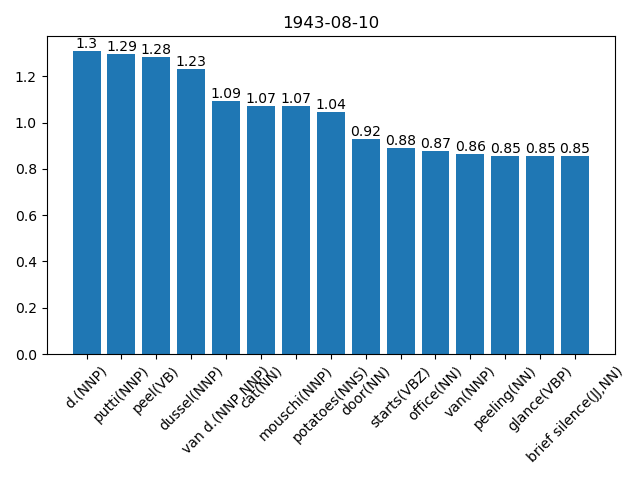 1943-08-10
1.3
1.29
1.28
1.23
1.09
1.07
1.07
1.04
0.92
0.88
0.87
0.86
0.85
0.85
0.85
1.2
1.0
0.8
0.6
0.4
0.2
0.0
d.(NNP)
putti(NNP)
peel(VB)
dussel(NNP)
van d.(NNP,NNP)
cat(NN)
mouschi(NNP)
potatoes(NNS)
door(NN)
starts(VBZ)
office(NN)
van(NNP)
peeling(NN)
glance(VBP)
brief silence(JJ,NN)